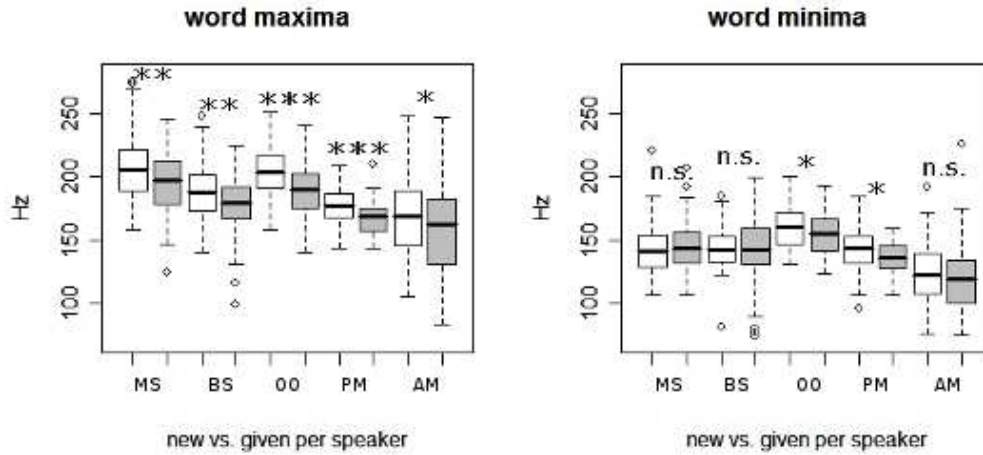 word maxima
Hz
250
200
150
100
** ** *** *** *
MS BS OO PM AM
new vs. given per speaker
word minima
Hz
250
200
150
100
n.s. n.s. * * n.s.
MS BS OO PM AM
new vs. given per speaker